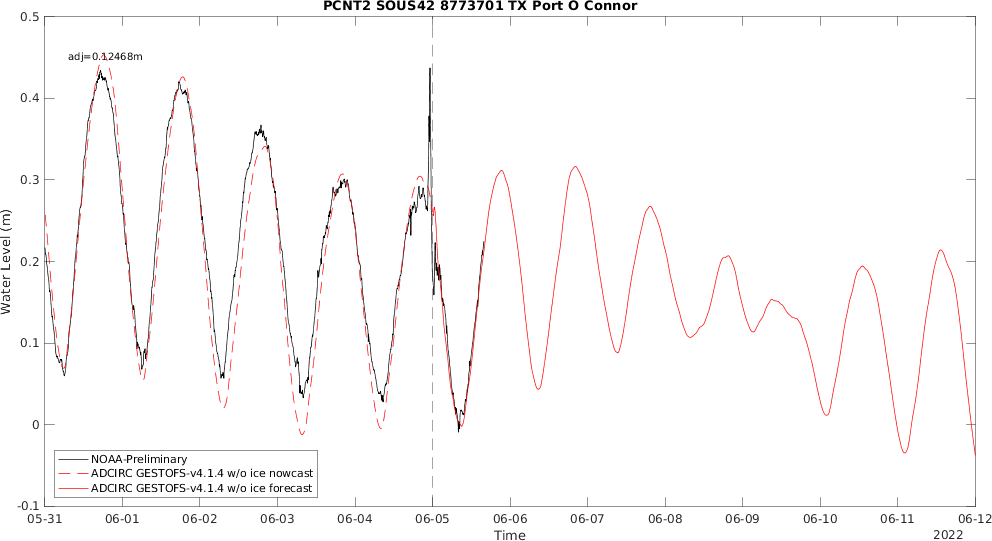 PCNT2 SOUS42 8773701 TX Port O Connor
adj=0.12468m
0.5
0.4
0.3
0.2
0.1
0
-0.1
Water Level (m)
NOAA-Preliminary
ADCIRC GESTOFS-v4.1.4 w/o ice nowcast
ADCIRC GESTOFS-v4.1.4 w/o ice forecast
05-31 06-01 06-02 06-03 06-04 06-05 06-06 06-07 06-08 06-09 06-10 06-11 06-12
Time
2022